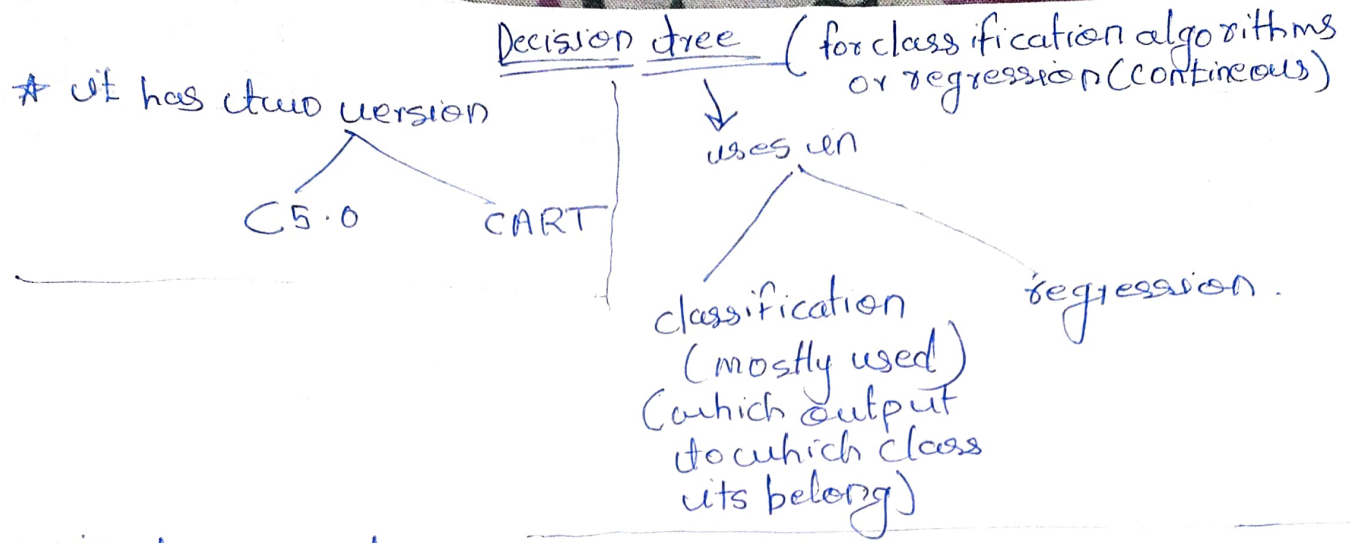 Decision tree (for classification algorithms
or regression (contineous)
* it has two version
C5.0
CART
uses in
classification
(mostly used)
(which output
to which class
its belong)
regression.